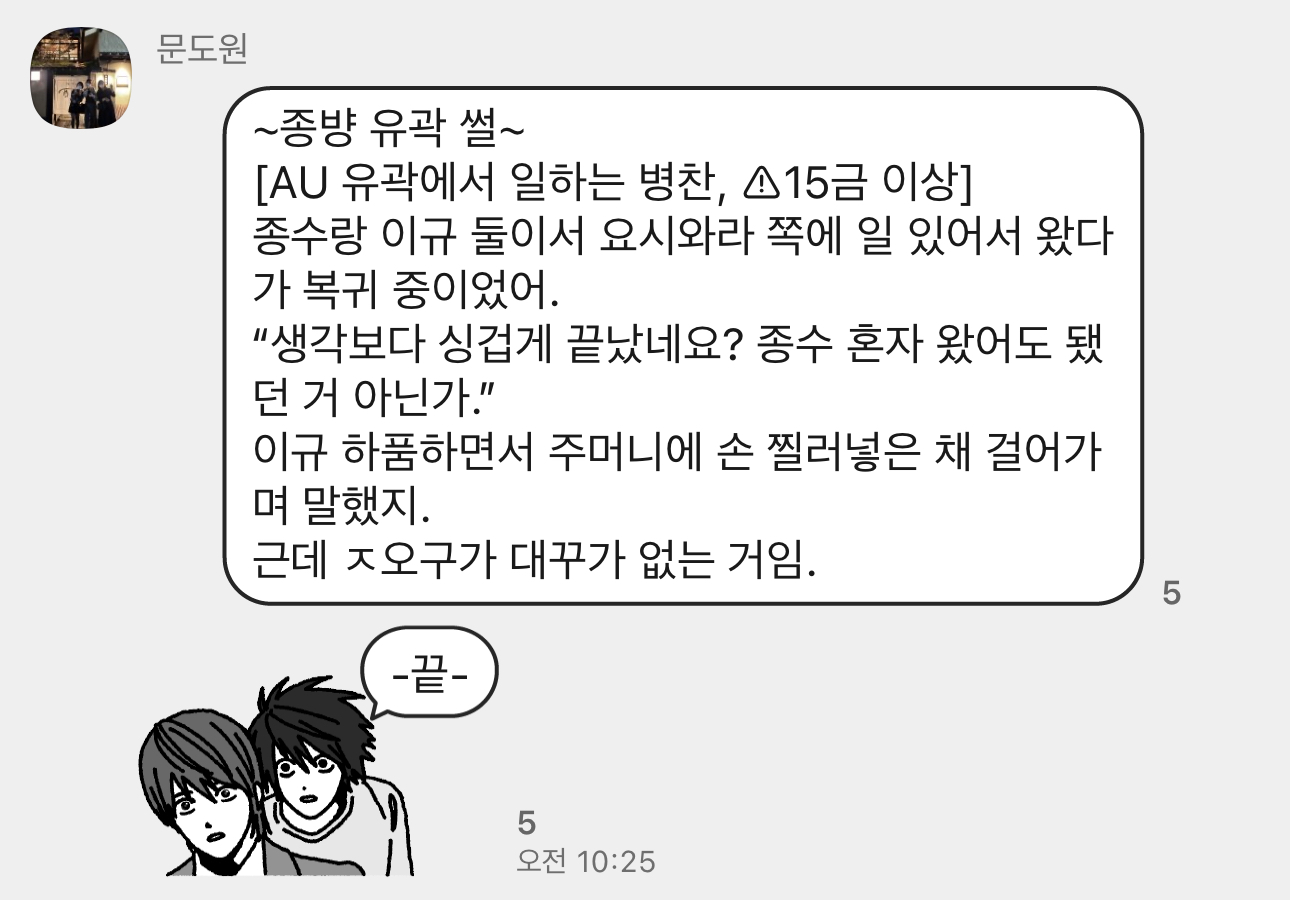 문도원
~종뱡 유곽 썰~
[AU 유곽에서 일하는 병찬, ⚠15금 이상]
종수랑 이규 둘이서 요시와라 쪽에 일 있어서 왔다
가 복귀 중이었어.
“생각보다 싱겁게 끝났네요? 종수 혼자 왔어도 됐
던 거 아닌가.”
이규 하품하면서 주머니에 손 찔러넣은 채 걸어가
며 말했지.
근데 ㅈ오구가 대꾸가 없는 거임.
5
-끝-
5
오전 10:25